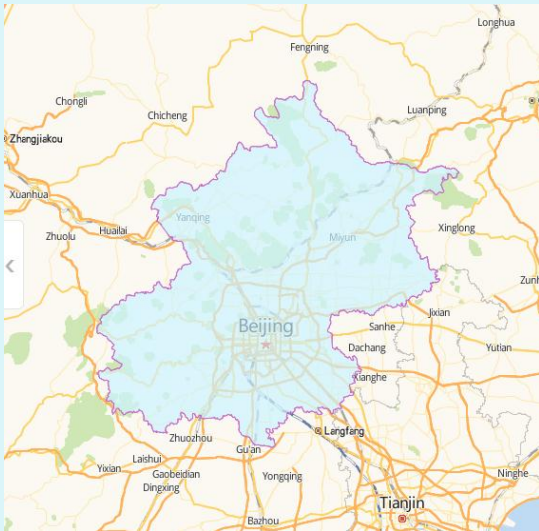 Longhua
Fengning
Chongli
Luanping
Chicheng
Zhangjiakou
Xuanhua
Yanqing
Xinglong
Huailai
Zhuolu
Miyun
Zunh
Jixian
Beijing
Sanhe
Dachang
Yutian
Xianghe
Langfang
Zhuozhou
Gu'an
Laishui
Yixian
Gaobeidian
Yongqing
Ninghe
Dingxing
Tianjin
Bazhou